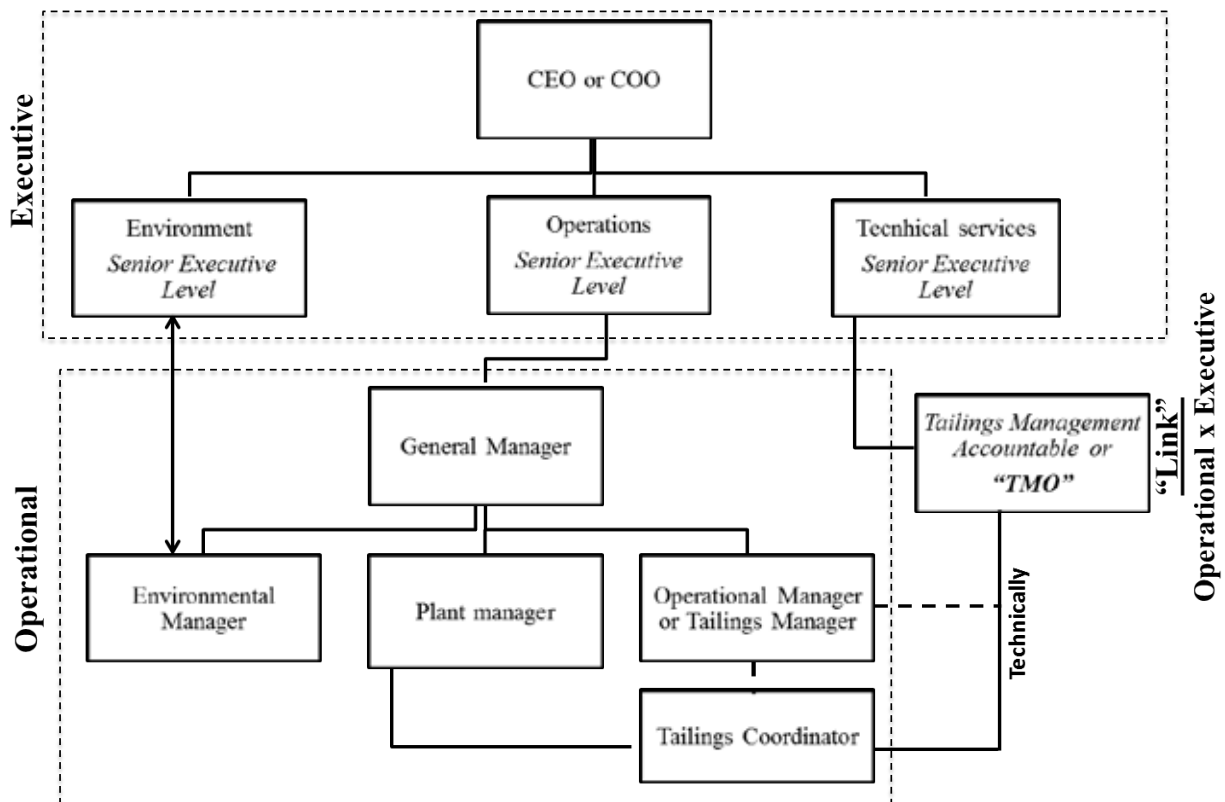 CEO or COO
Executive
Environment
Senior Executive
Level
Operations
Senior Executive
Level
Tecnhical services
Senior Executive
Level
General Manager
Tailings Management
Accountable or
“TMO”
“Link”
Operational x Executive
Operational
Environmental
Manager
Plant manager
Operational Manager
or Tailings Manager
Technically
Tailings Coordinator